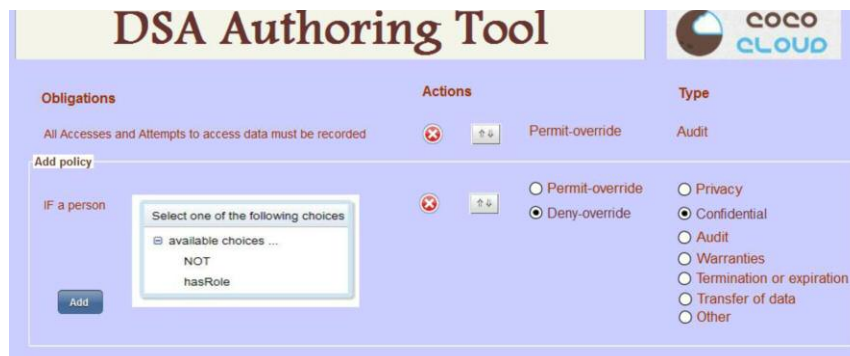 DSA Authoring Tool
COCO
CLOUD
Obligations Actions Type
All Accesses and Attempts to access data must be recorded Permit-override Audit
Add policy
IF a person
Select one of the following choices
available choices ...
NOT
hasRole
Add
Permit-override
Deny-override
Privacy
Confidential
Audit
Warranties
Termination or expiration
Transfer of data
Other